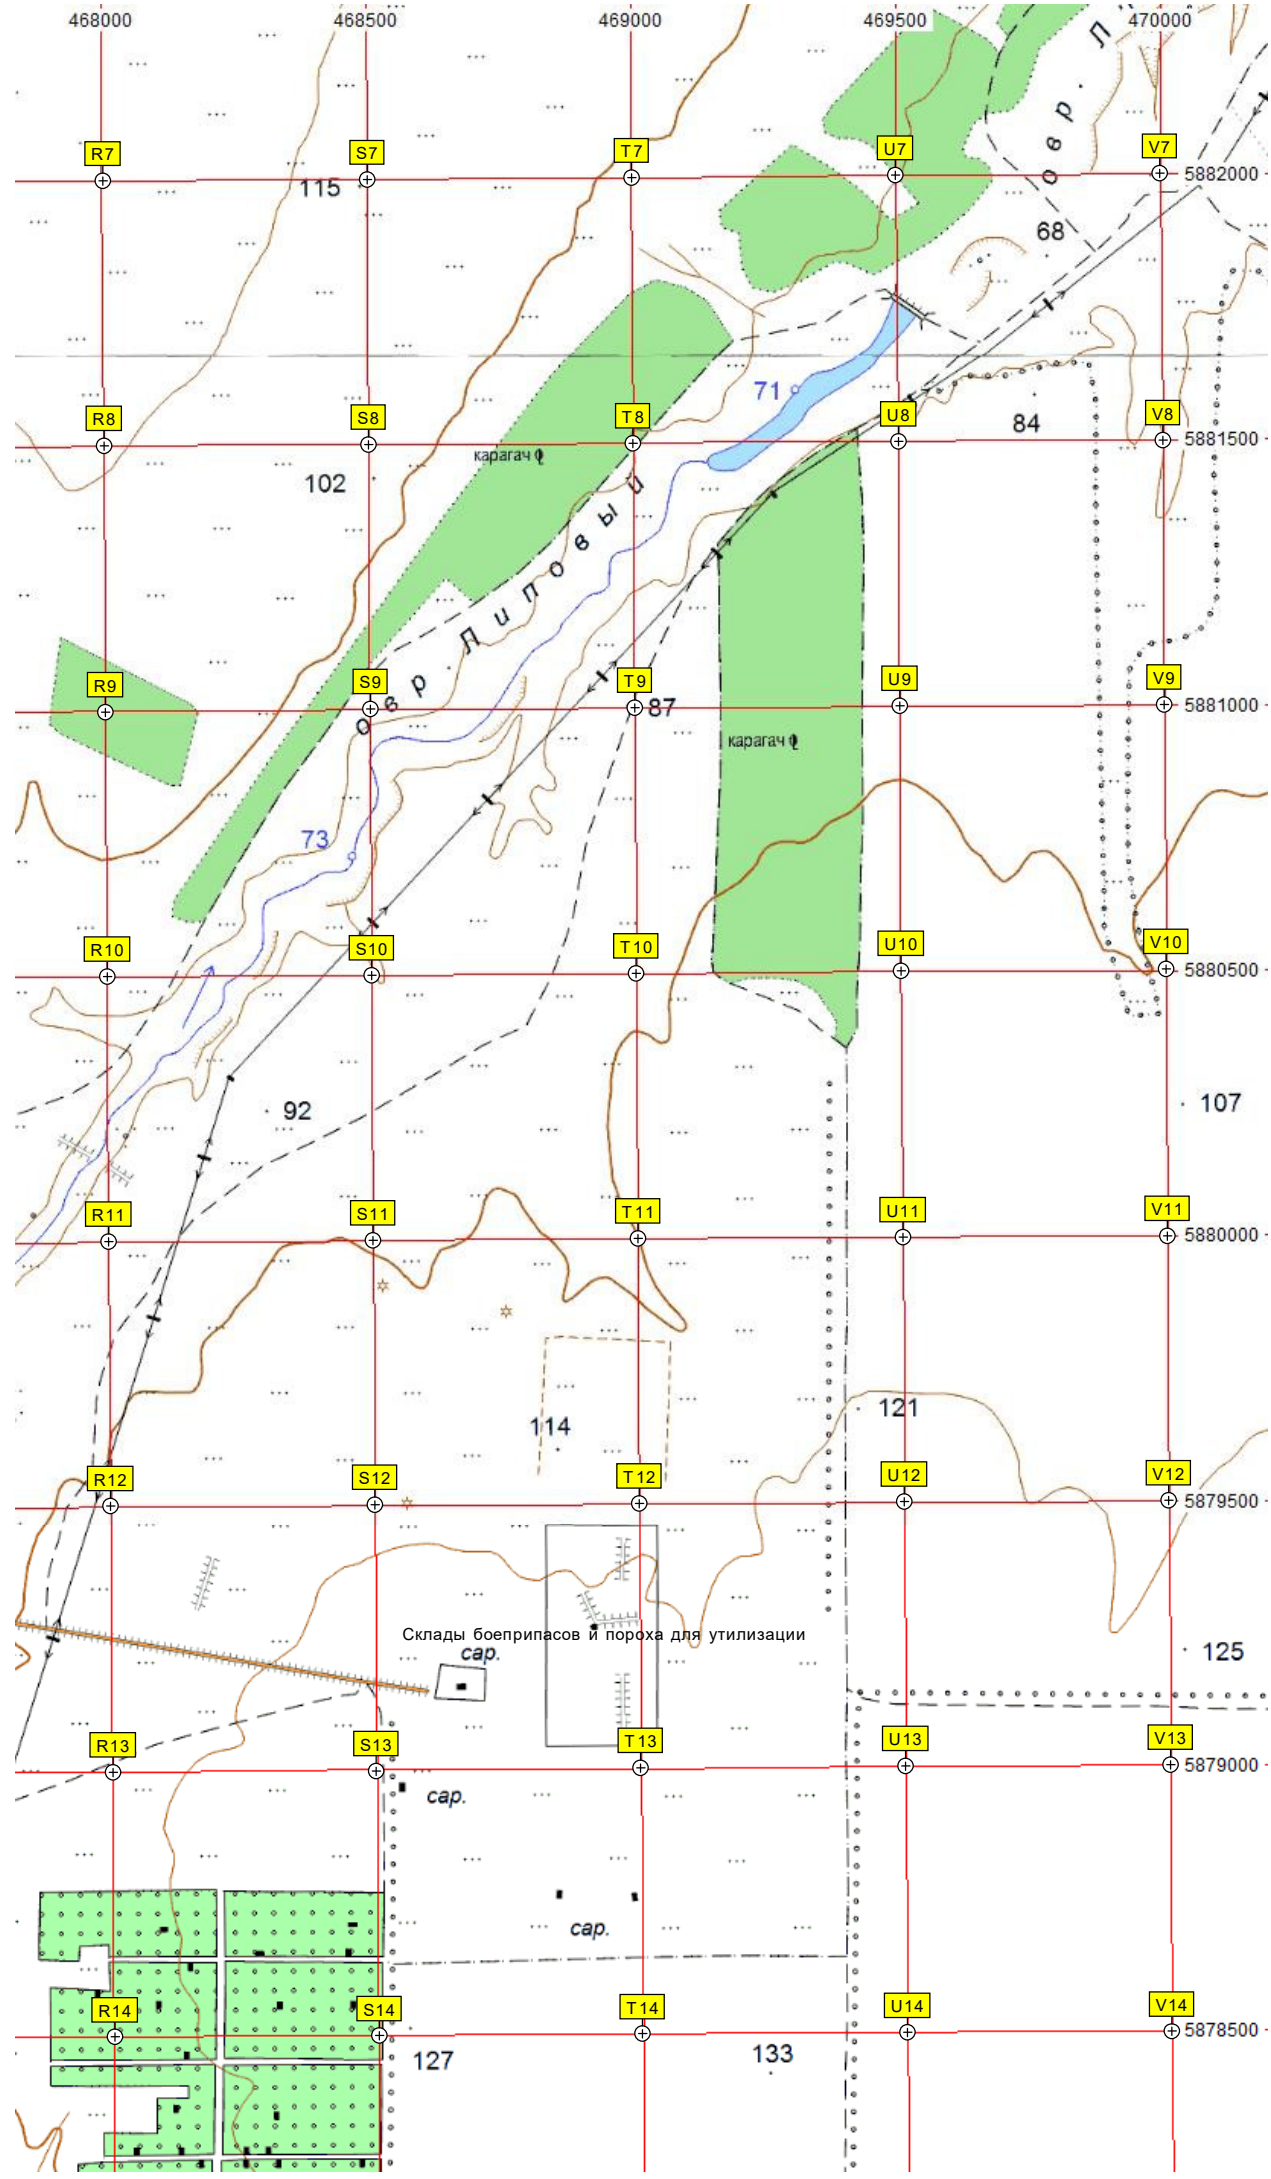 468000 468500 469000 469500 470000
овр. Л
R7 S7 T7 U7 V7
115 5882000
68
71
R8 S8 T8 U8 V8
84 5881500
карагач
102
овр. Липовый
R9 S9 T9 U9 V9
87 5881000
карагач
73
R10 S10 T10 U10 V10
5880500
92 107
R11 S11 T11 U11 V11
5880000
114 121
R12 S12 T12 U12 V12
5879500
Склады боеприпасов и пороха для утилизации
сар. 125
R13 S13 T13 U13 V13
5879000
сар.
сар.
R14 S14 T14 U14 V14
5878500
127 133